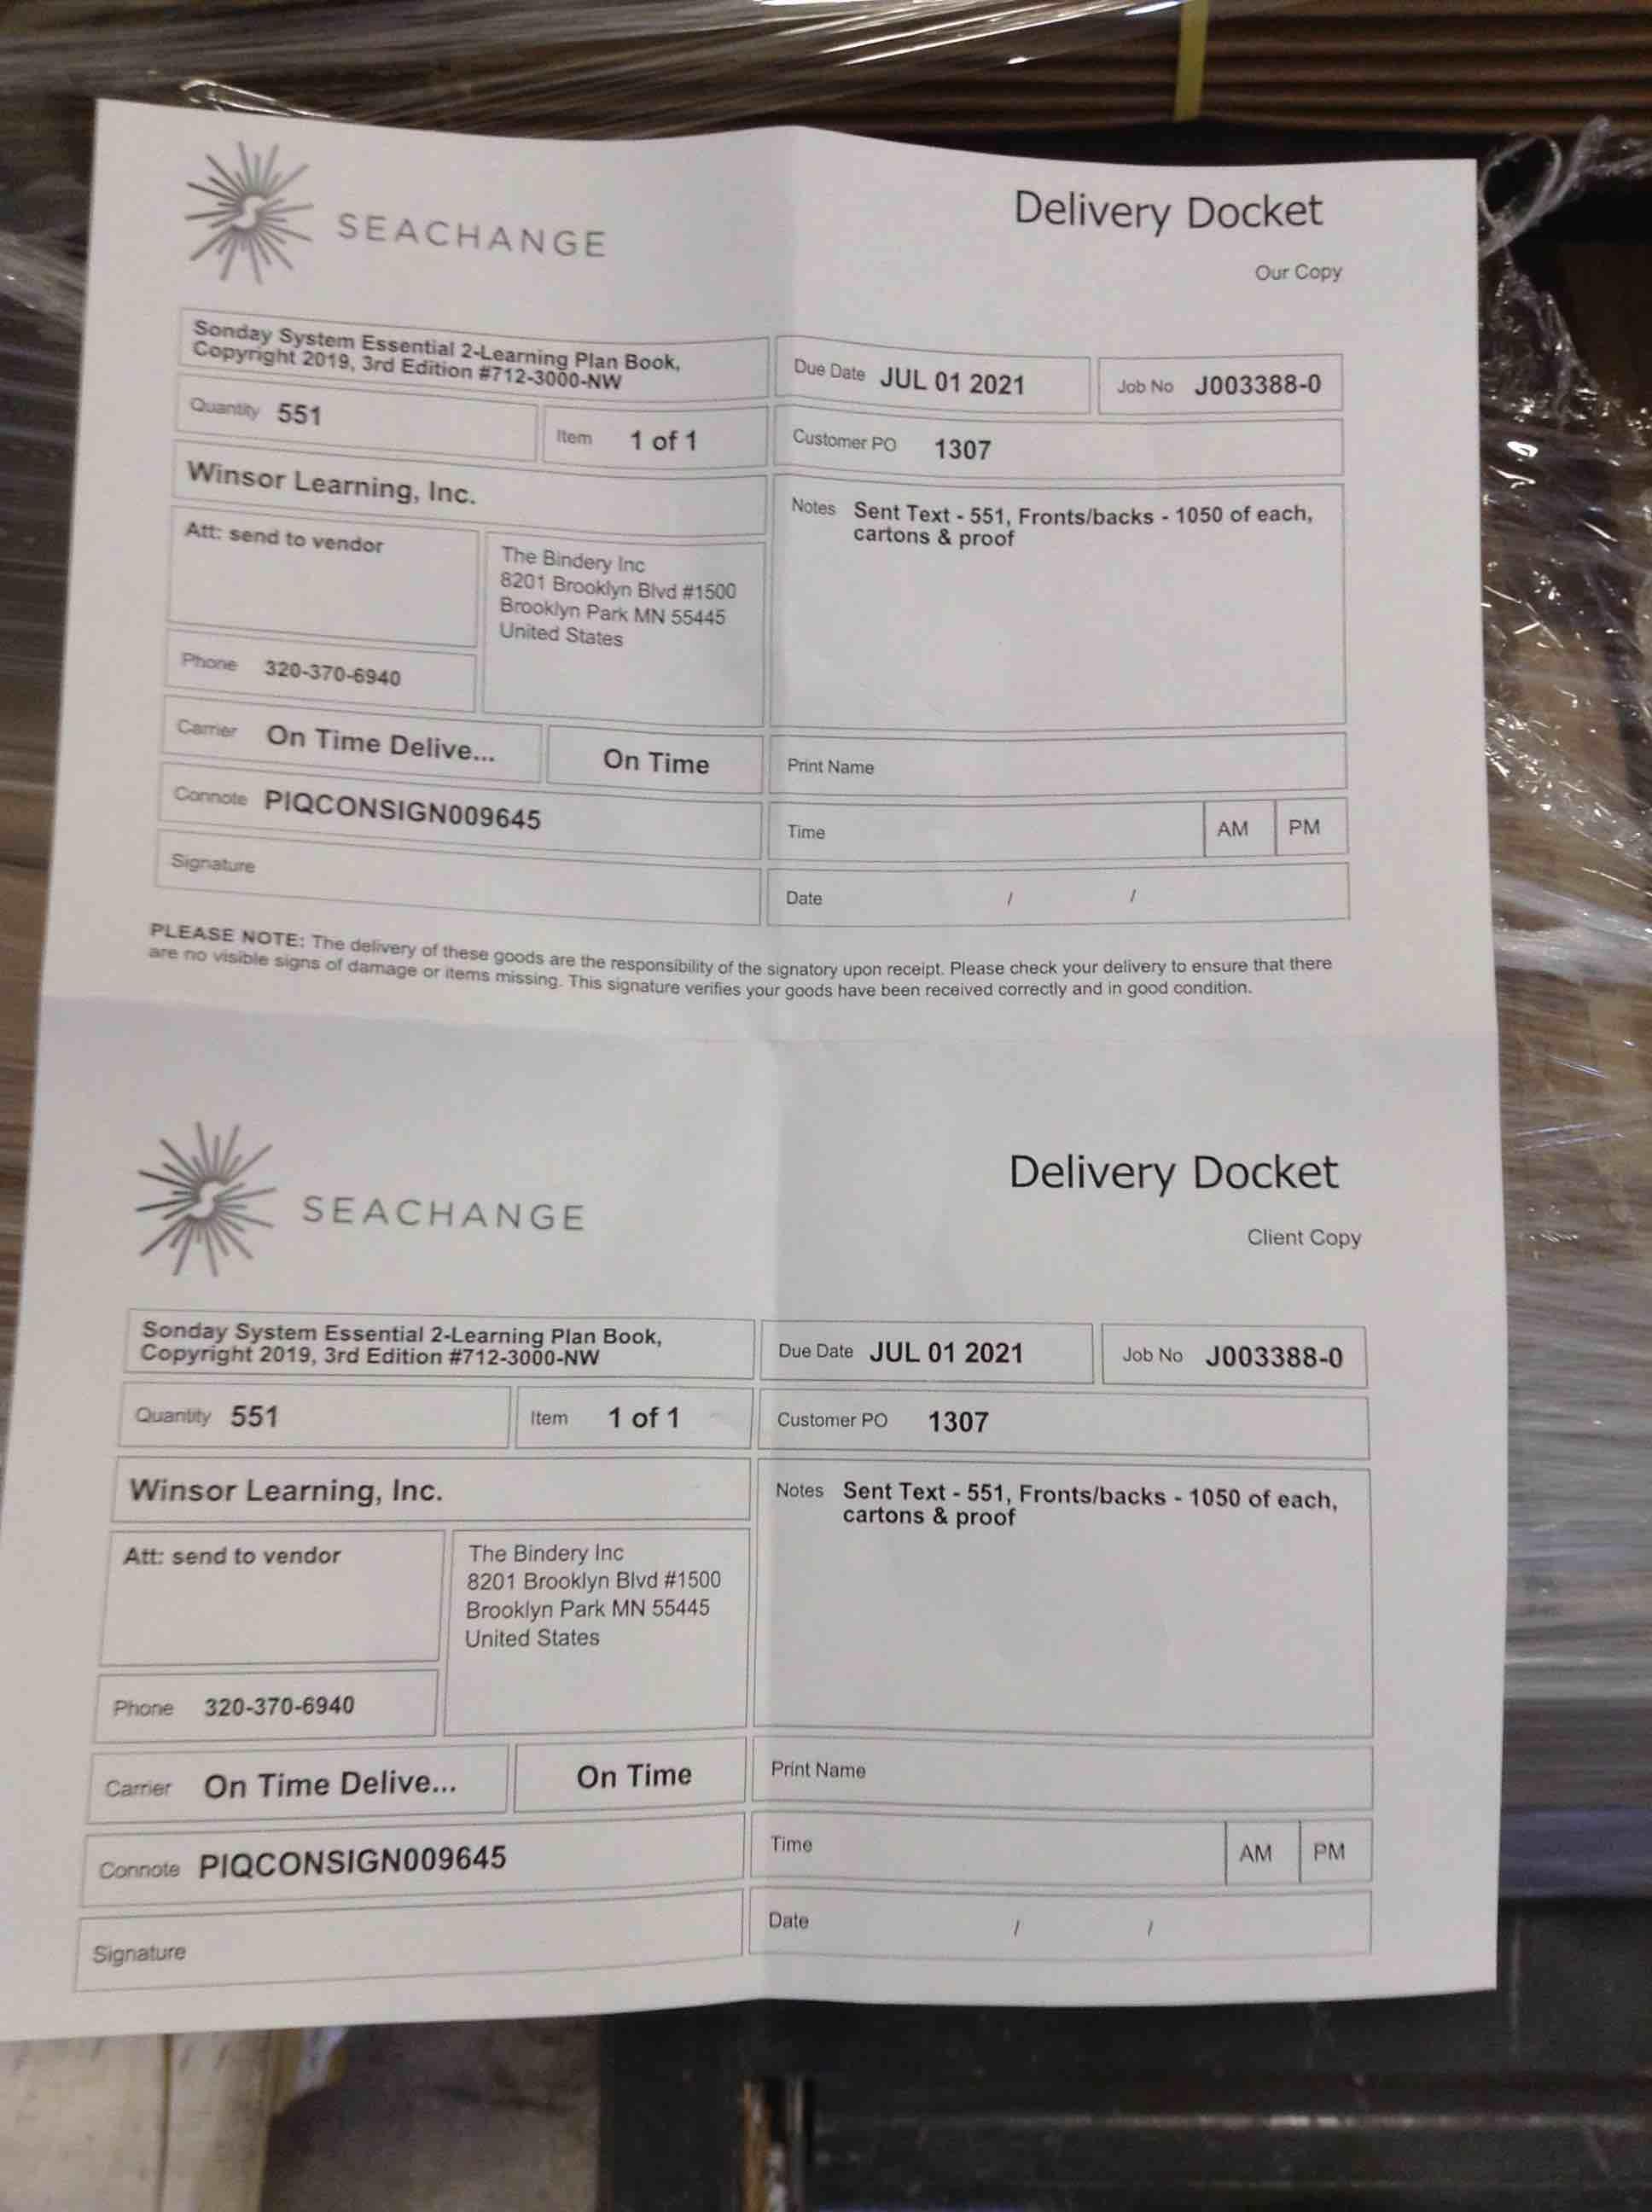 SEACHANGE
Delivery Docket
Our Copy
Sonday System Essential 2-Learning Plan Book,
Copyright 2019, 3rd Edition #712-3000-NW
Due Date JUL 01 2021
Job No J003388-0
Quantity 551
Item 1 of 1
Customer PO 1307
Winsor Learning, Inc.
Notes Sent Text - 551, Fronts/backs - 1050 of each,
cartons & proof
Att: send to vendor
The Bindery Inc
8201 Brooklyn Blvd #1500
Brooklyn Park MN 55445
United States
Phone 320-370-6940
Carrier On Time Delive...
On Time
Print Name
Connote PIQCONSIGN009645
Time
AM
PM
Signature
Date / /
PLEASE NOTE: The delivery of these goods are the responsibility of the signatory upon receipt. Please check your delivery to ensure that there
are no visible signs of damage or items missing. This signature verifies your goods have been received correctly and in good condition.
SEACHANGE
Delivery Docket
Client Copy
Sonday System Essential 2-Learning Plan Book,
Copyright 2019, 3rd Edition #712-3000-NW
Due Date JUL 01 2021
Job No J003388-0
Quantity 551
Item 1 of 1
Customer PO 1307
Winsor Learning, Inc.
Notes Sent Text - 551, Fronts/backs - 1050 of each,
cartons & proof
Att: send to vendor
The Bindery Inc
8201 Brooklyn Blvd #1500
Brooklyn Park MN 55445
United States
Phone 320-370-6940
Carrier On Time Delive...
On Time
Print Name
Connote PIQCONSIGN009645
Time
AM
PM
Signature
Date / /